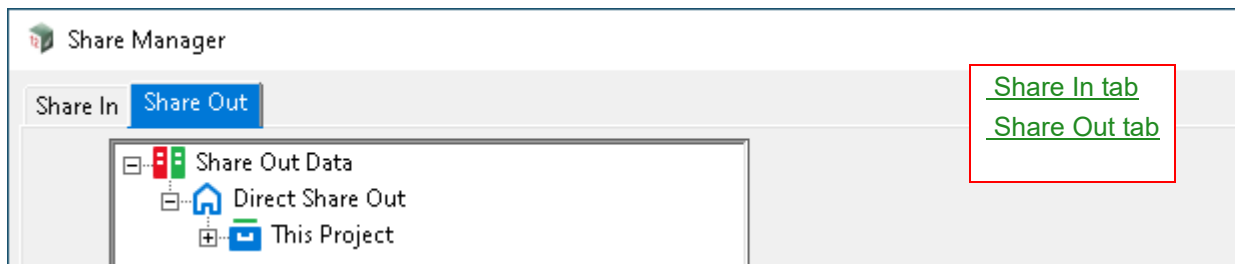 Share Manager
Share In
Share Out
Share In tab
Share Out tab
Share Out Data
Direct Share Out
This Project